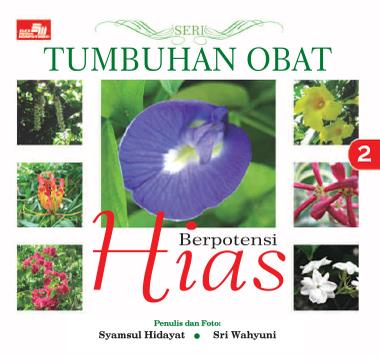 SERI
TUMBUHAN OBAT
2
Berpotensi
Hias
Penulis dan Foto:
Syamsul Hidayat ● Sri Wahyuni